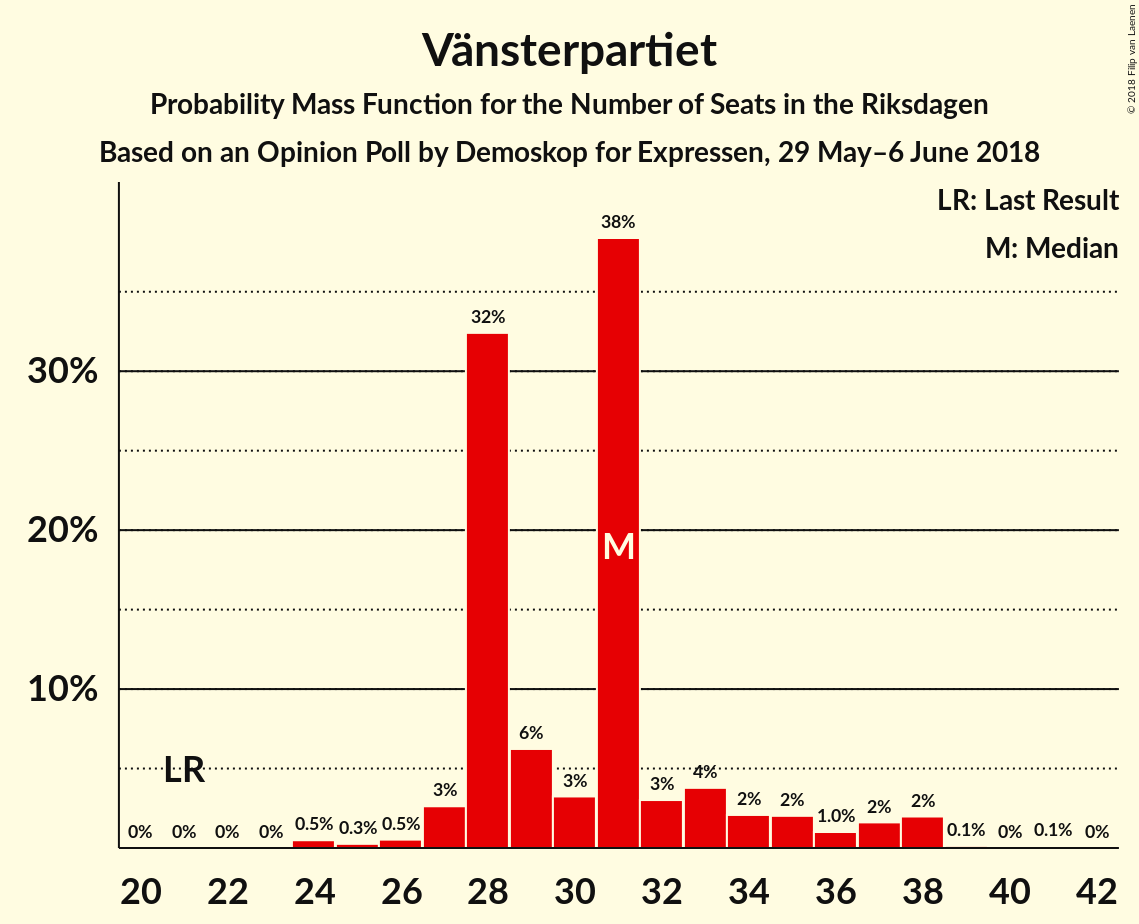 Vänsterpartiet
Probability Mass Function for the Number of Seats in the Riksdagen
Based on an Opinion Poll by Demoskop for Expressen, 29 May–6 June 2018
© 2018 Filip van Laenen
LR: Last Result
M: Median
38%
32%
30%
20%
M
10%
6%
LR
3%
3%
3%
4%
2%
2%
1.0%
2%
2%
0%
0%
0%
0%
0.5%
0.3%
0.5%
0.1%
0%
0.1%
0%
20 22 24 26 28 30 32 34 36 38 40 42